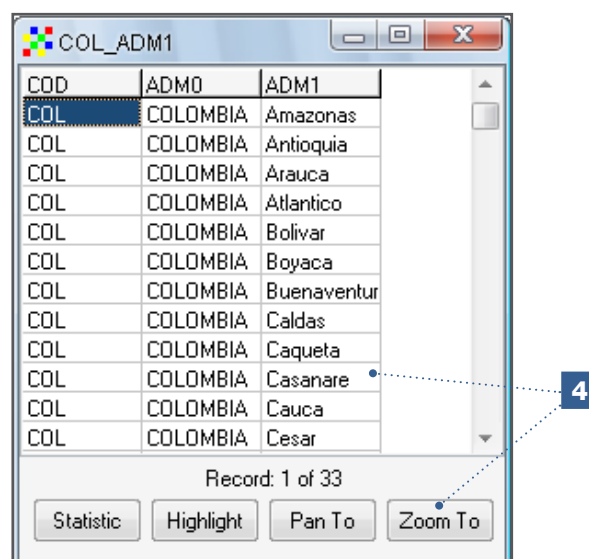 COL_ADM1
COD ADM0 ADM1
COL COLOMBIA Amazonas
COL COLOMBIA Antioquia
COL COLOMBIA Arauca
COL COLOMBIA Atlantico
COL COLOMBIA Bolivar
COL COLOMBIA Boyaca
COL COLOMBIA Buenaventur
COL COLOMBIA Caldas
COL COLOMBIA Caqueta
COL COLOMBIA Casanare
COL COLOMBIA Cauca
COL COLOMBIA Cesar
4
Record: 1 of 33
Statistic Highlight Pan To Zoom To